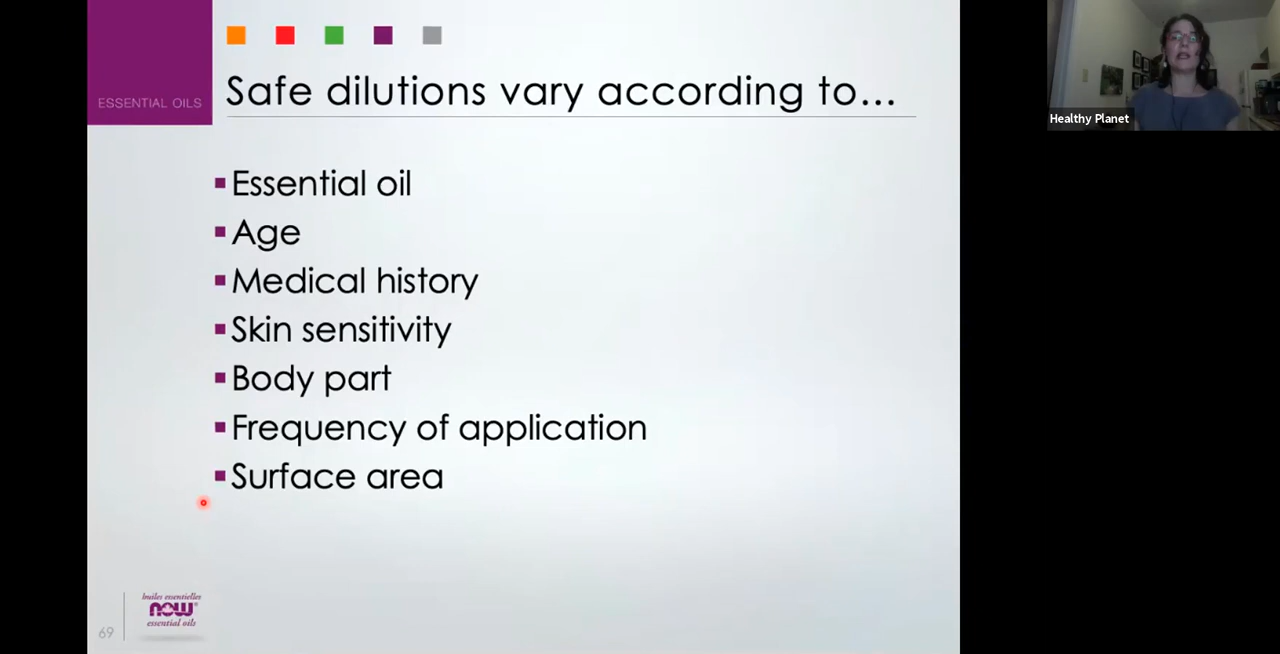 ESSENTIAL OILS
Safe dilutions vary according to...
Essential oil
Age
Medical history
Skin sensitivity
Body part
Frequency of application
Surface area
69
huiles essentielles
NOW®
essential oils
Healthy Planet